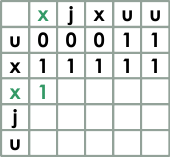 x j x u u
u 0 0 0 1 1
x 1 1 1 1 1
x 1
j
u